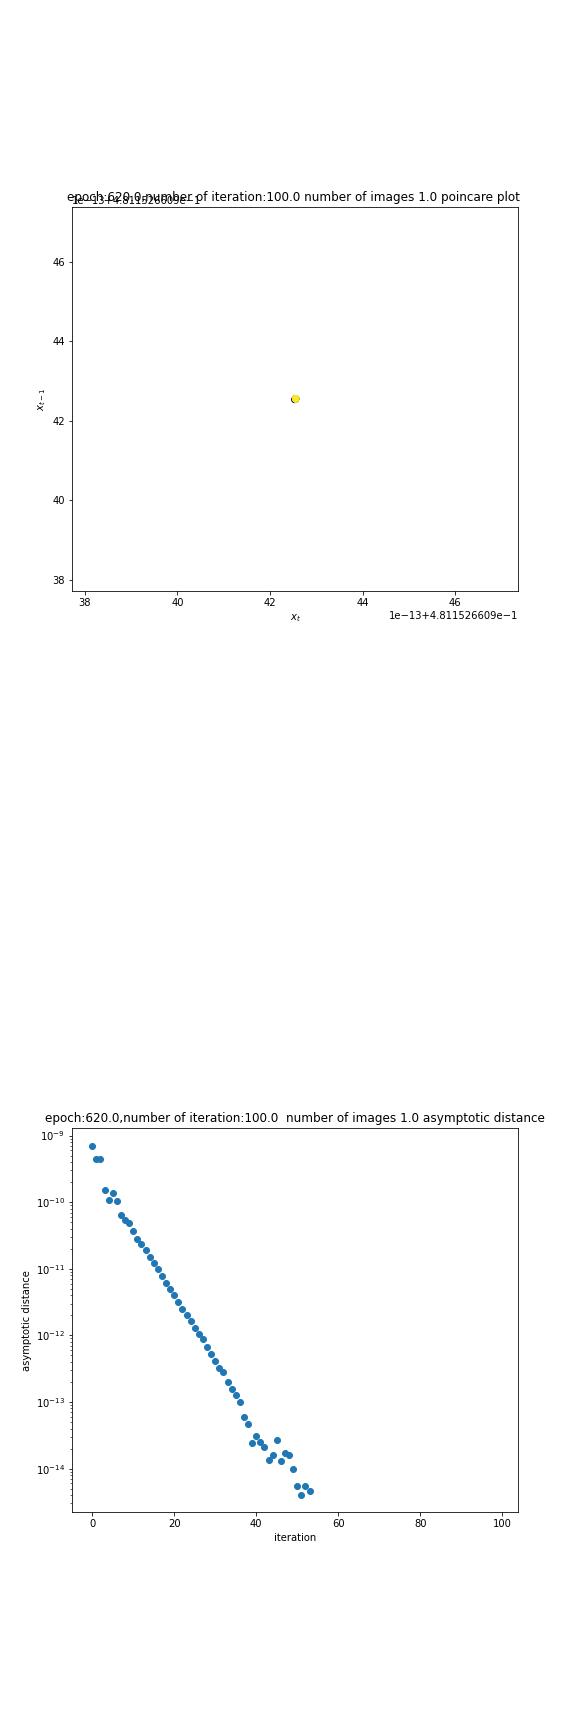 epoch:620.0,number of iteration:100.0 number of images 1.0 poincare plot
1e−13+4.811526609e−1
46
44
42
40
38
x_{t−1}
38 40 42 44 46
x_t
1e−13+4.811526609e−1
epoch:620.0,number of iteration:100.0  number of images 1.0 asymptotic distance
10^{−9}
10^{−10}
10^{−11}
10^{−12}
10^{−13}
10^{−14}
asymptotic distance
0 20 40 60 80 100
iteration